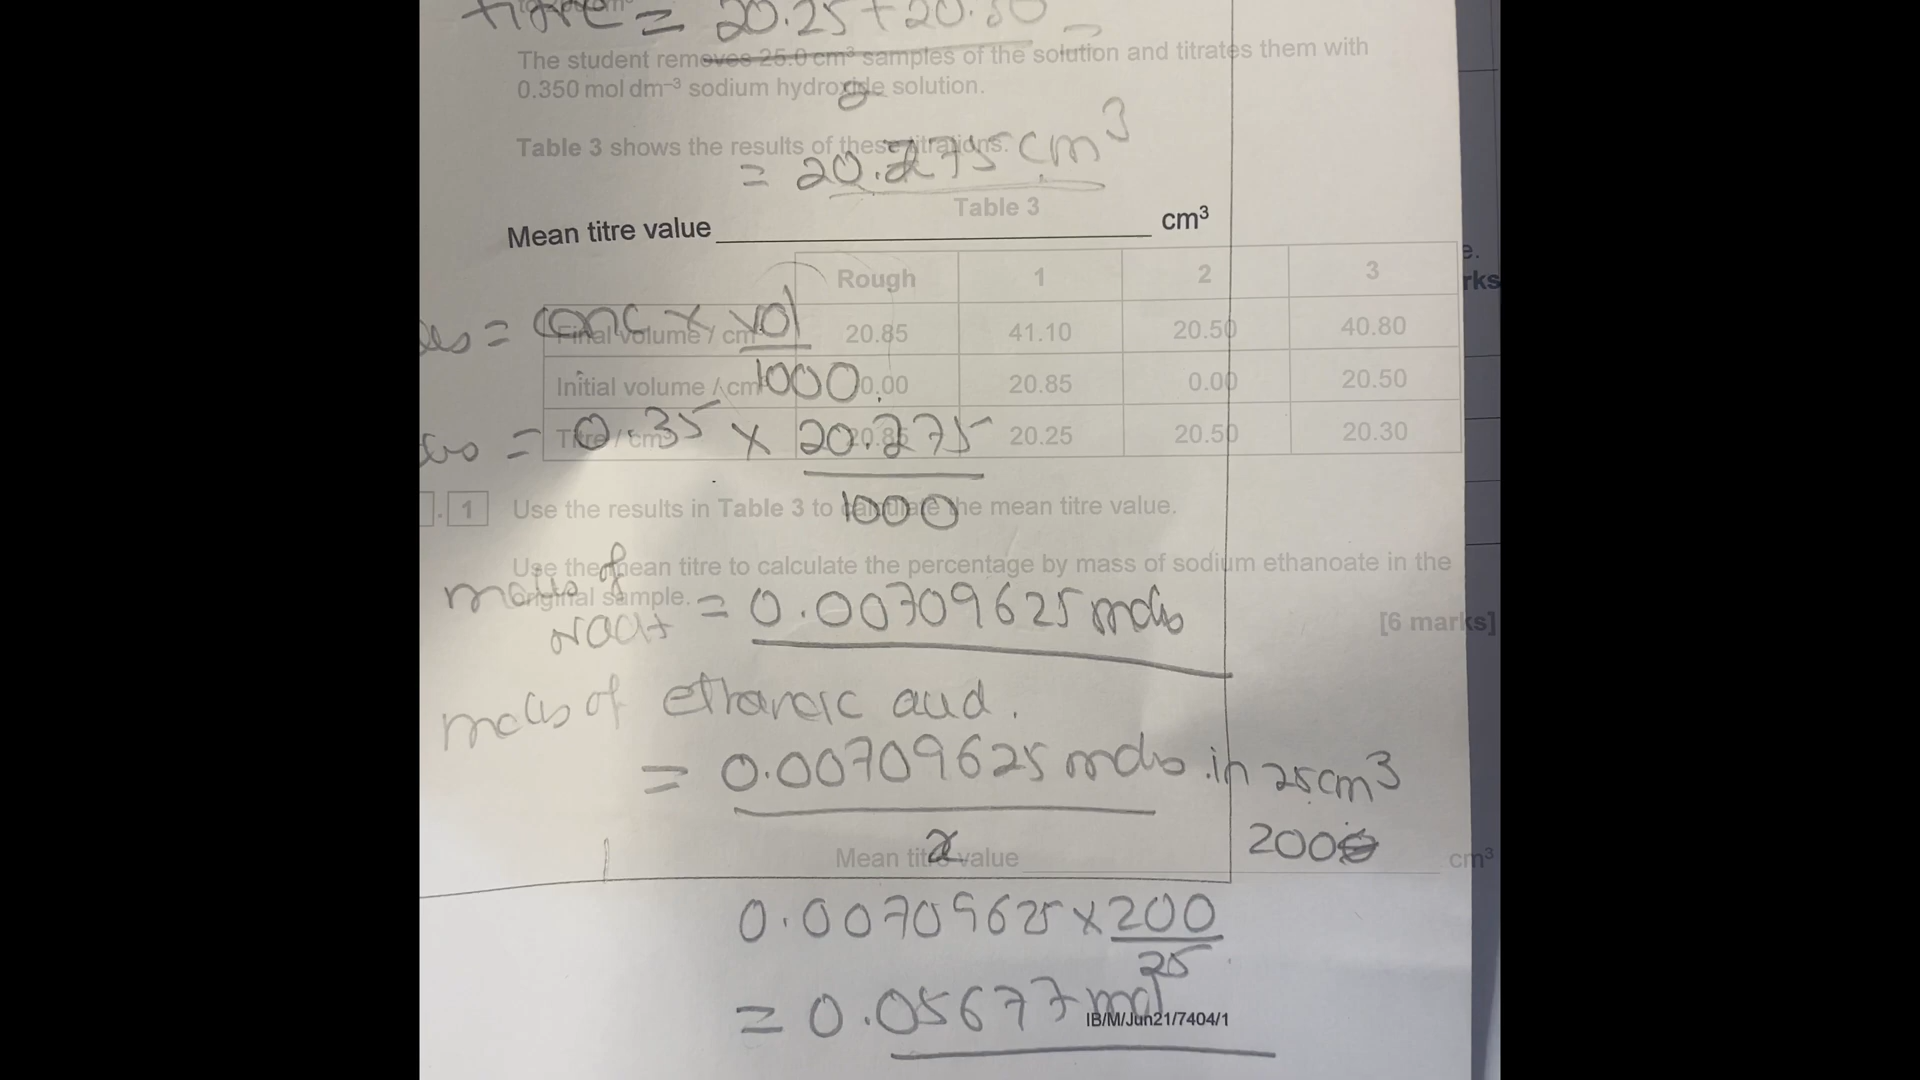 titre = 20.25 + 20.30
The student removes 25.0 cm³ samples of the solution and titrates them with
0.350 mol dm⁻³ sodium hydroxide solution.
2
Table 3 shows the results of these titrations.
= 20.275 cm³
Table 3
Mean titre value cm³
Rough 1 2 3
= conc x vol
Final volume / cm 20.85 41.10 20.50 40.80
1000
Initial volume / cm 0.00 20.85 0.00 20.50
= 0.35 x 20.275
Titre / cm³ 20.85 20.25 20.50 20.30
1000
. 1 Use the results in Table 3 to calculate the mean titre value.
Use the mean titre to calculate the percentage by mass of sodium ethanoate in the
original sample.
[6 marks]
moles of
NaOH = 0.00709625 mols
mols of ethanoic acid.
= 0.00709625 mols in 25cm³
2 200
Mean titre value cm³
0.00709625 x 200
25
= 0.05677 mol
IB/M/Jun21/7404/1
e.
rks